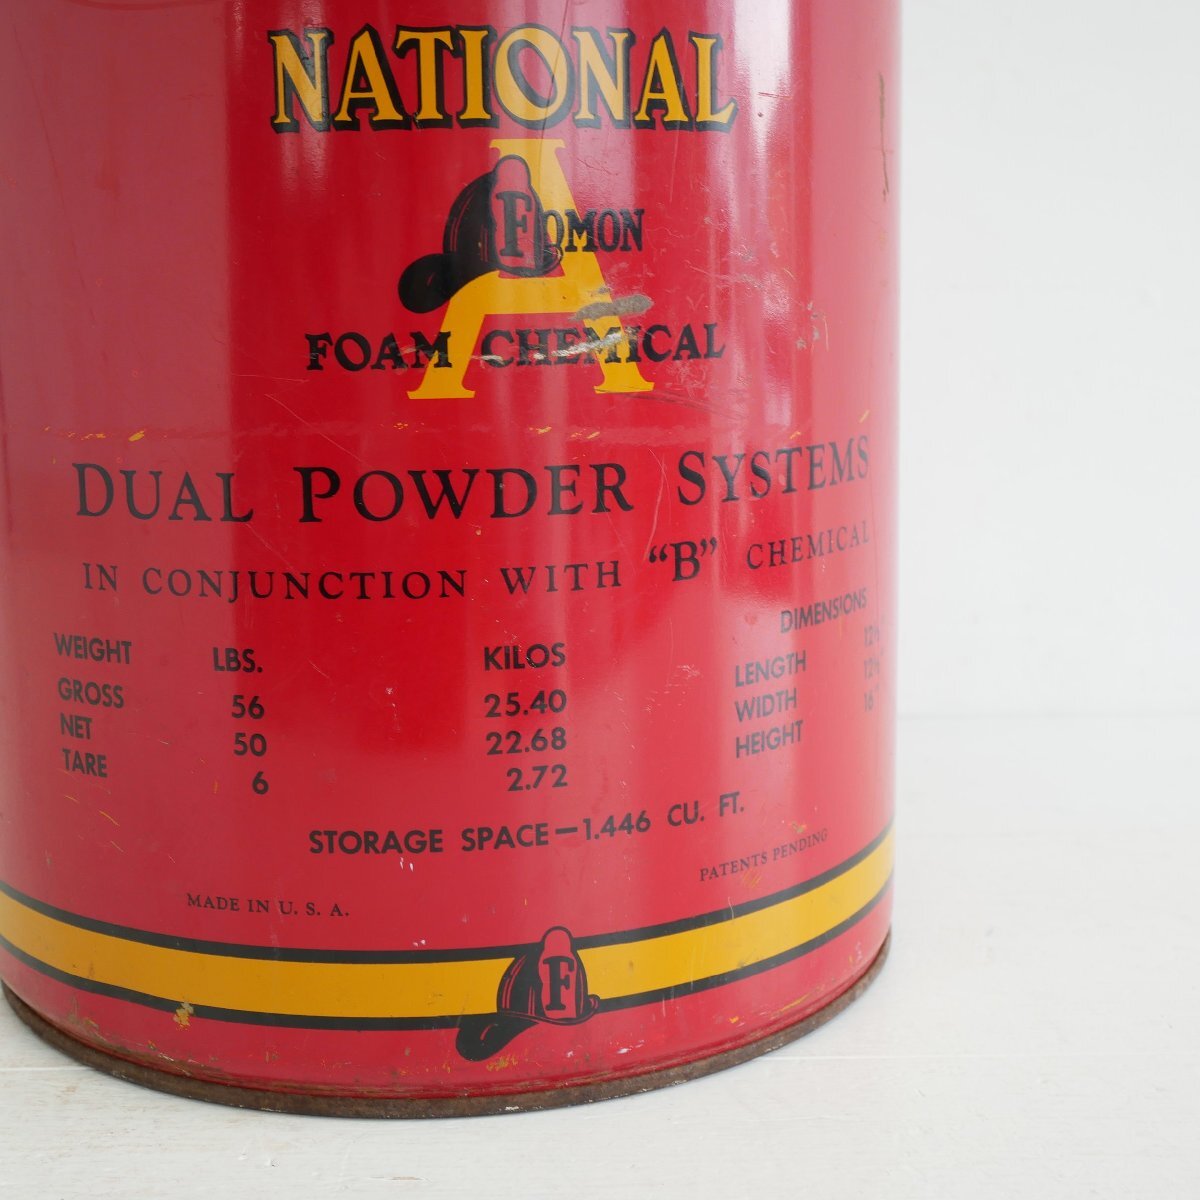 NATIONAL
A
FOMON
FOAM CHEMICAL
DUAL POWDER SYSTEMS
IN CONJUNCTION WITH “B” CHEMICAL
WEIGHT LBS. KILOS DIMENSIONS
GROSS 56 25.40 LENGTH
NET 50 22.68 WIDTH
TARE 6 2.72 HEIGHT 16"
STORAGE SPACE—1.446 CU. FT.
MADE IN U. S. A. PATENTS PENDING
F